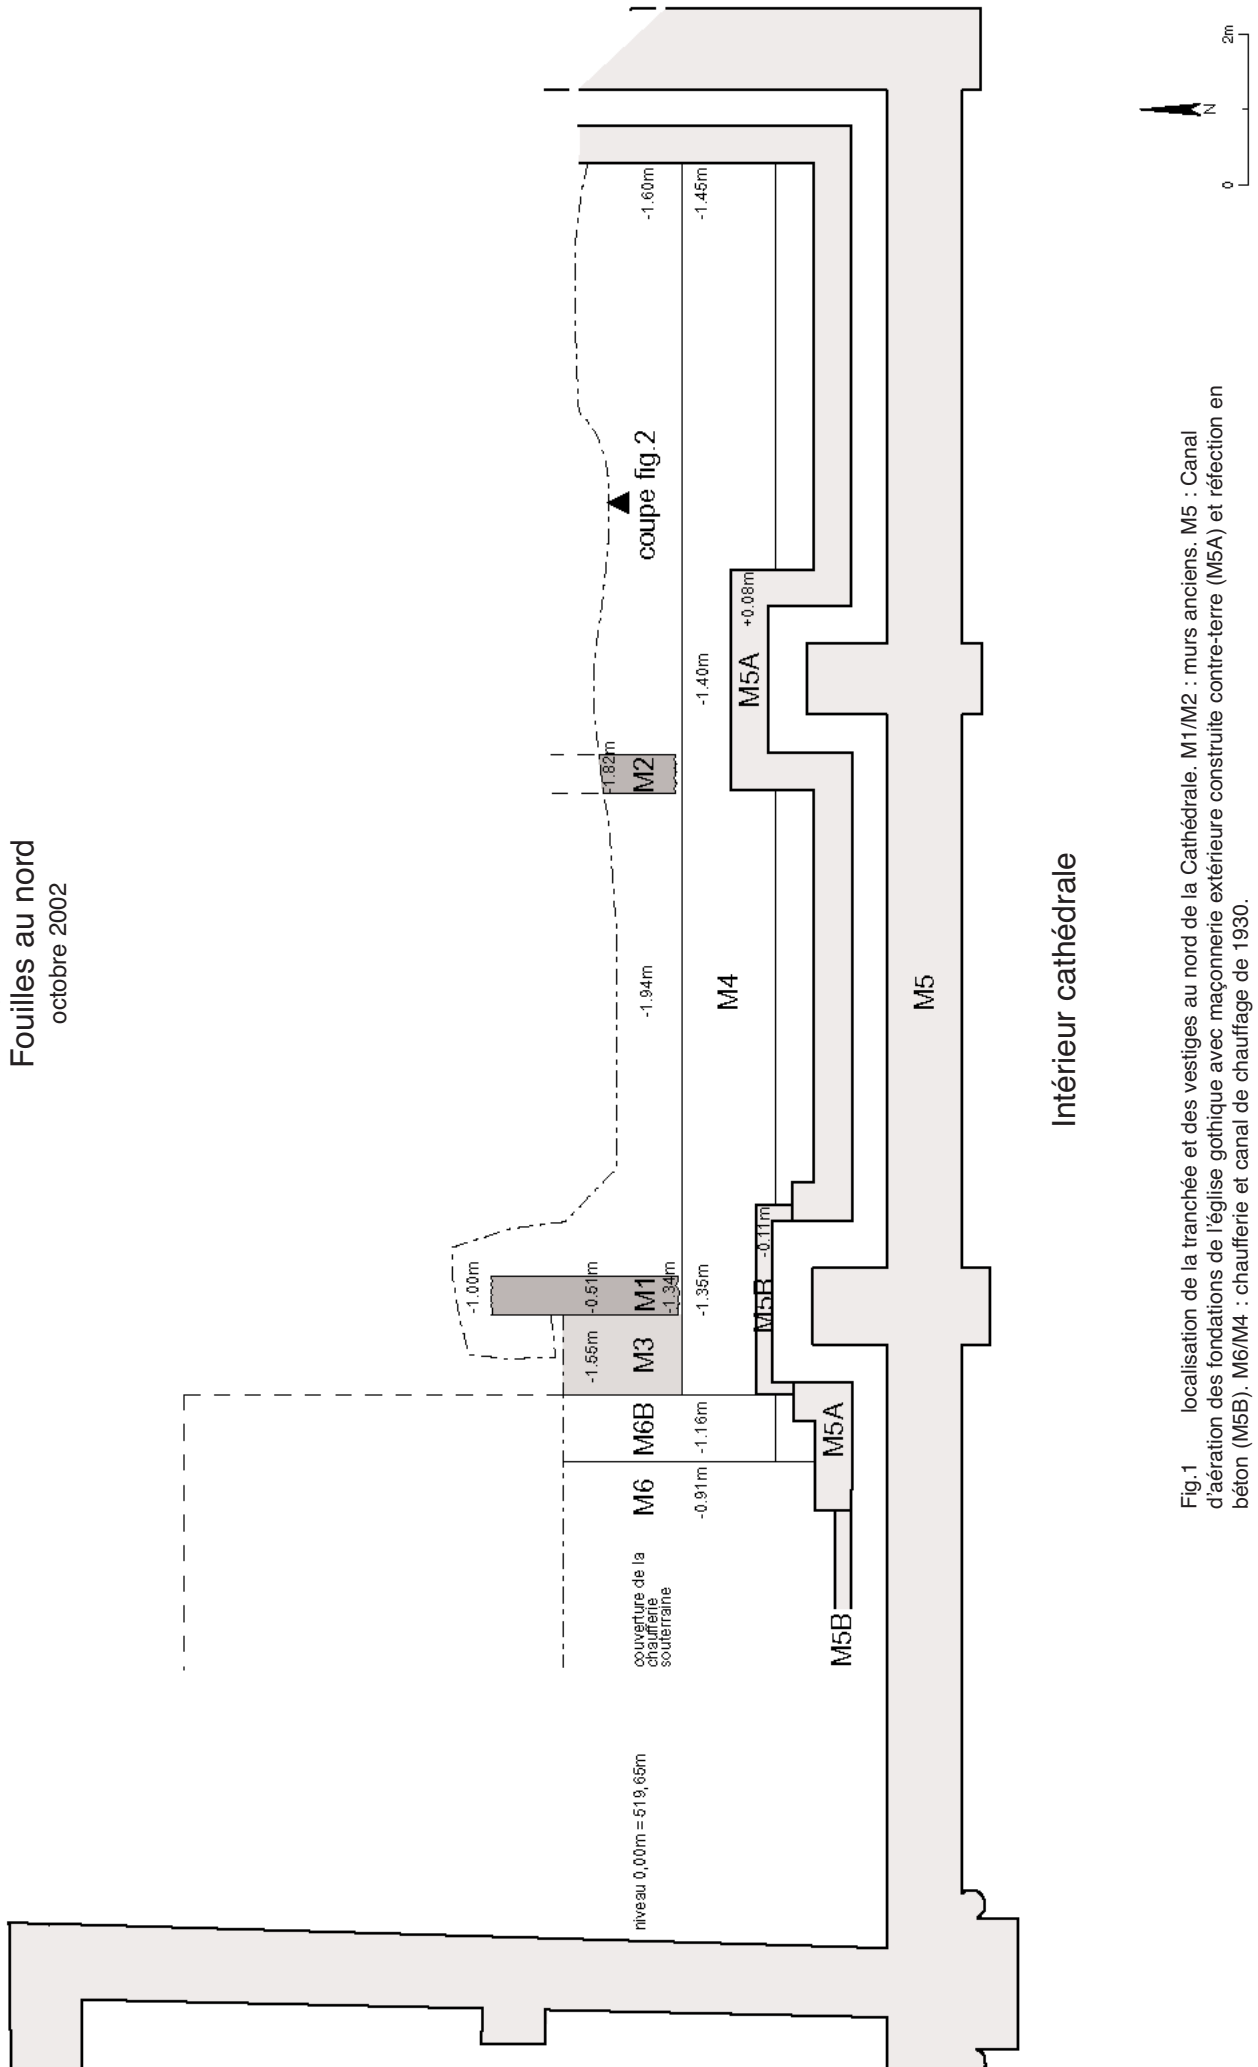 Fouilles au nord
octobre 2002
niveau 0,00m = 519,65m
couverture de la
chaufferie
souterraine
M5B
M6
-0.91m
M5A
M6B
-1.16m
M3
-1.55m
-1.00m
-0.51m
M1
-1.34m
-1.35m
M5B
-0.11m
-1.94m
M4
M5
-1.82m
M2
-1.40m
M5A
+0.08m
coupe fig.2
-1.60m
-1.45m
Intérieur cathédrale
N
0
2m
Fig.1 localisation de la tranchée et des vestiges au nord de la Cathédrale. M1/M2 : murs anciens. M5 : Canal
d'aération des fondations de l'église gothique avec maçonnerie extérieure construite contre-terre (M5A) et réfection en
béton (M5B). M6/M4 : chaufferie et canal de chauffage de 1930.